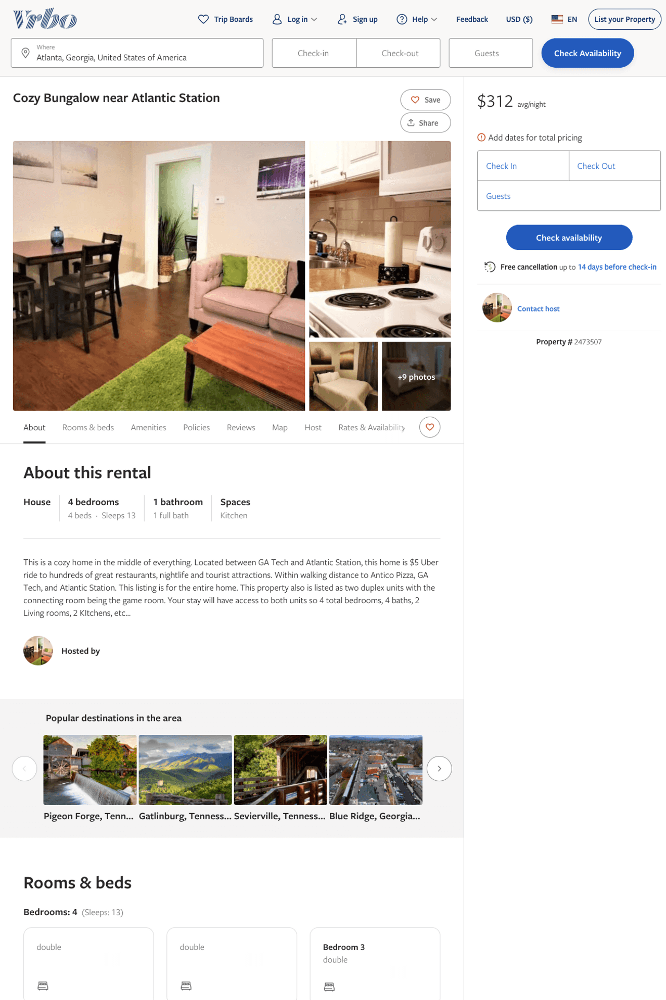 Vrbo
Trip Boards
Log in
Sign up
Help
Feedback
USD ($)
EN
List your Property
Where
Atlanta, Georgia, United States of America
Check-in
Check-out
Guests
Check Availability
Cozy Bungalow near Atlantic Station
Save
Share
$312 avg/night
Add dates for total pricing
Check In
Check Out
Guests
Check availability
Free cancellation up to 14 days before check-in
Contact host
Property # 2473507
+9 photos
About
Rooms & beds
Amenities
Policies
Reviews
Map
Host
Rates & Availability
About this rental
House
4 bedrooms
4 beds · Sleeps 13
1 bathroom
1 full bath
Spaces
Kitchen
This is a cozy home in the middle of everything. Located between GA Tech and Atlantic Station, this home is $5 Uber
ride to hundreds of great restaurants, nightlife and tourist attractions. Within walking distance to Antico Pizza, GA
Tech, and Atlantic Station. This listing is for the entire home. This property also is listed as two duplex units with the
connecting room being the game room. Your stay will have access to both units so 4 total bedrooms, 4 baths, 2
Living rooms, 2 KItchens, etc...
Hosted by
Popular destinations in the area
Pigeon Forge, Tenn...
Gatlinburg, Tenness...
Sevierville, Tenness...
Blue Ridge, Georgia...
Rooms & beds
Bedrooms: 4 (Sleeps: 13)
double
double
Bedroom 3
double